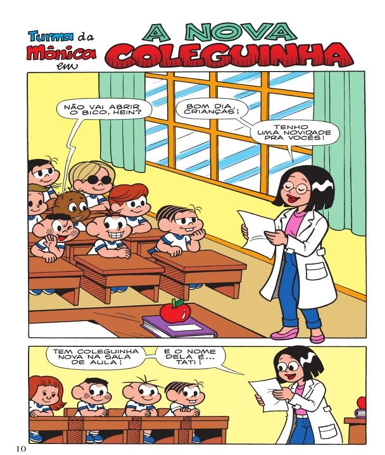 Turma da
Mônica
em
A NOVA
COLEGUINHA
NÃO VAI ABRIR
O BICO, HEIN?
BOM DIA,
CRIANÇAS!
TENHO
UMA NOVIDADE
PRA VOCÊS!
TEM COLEGUINHA
NOVA NA SALA
DE AULA!
E O NOME
DELA É...
TATI!
10